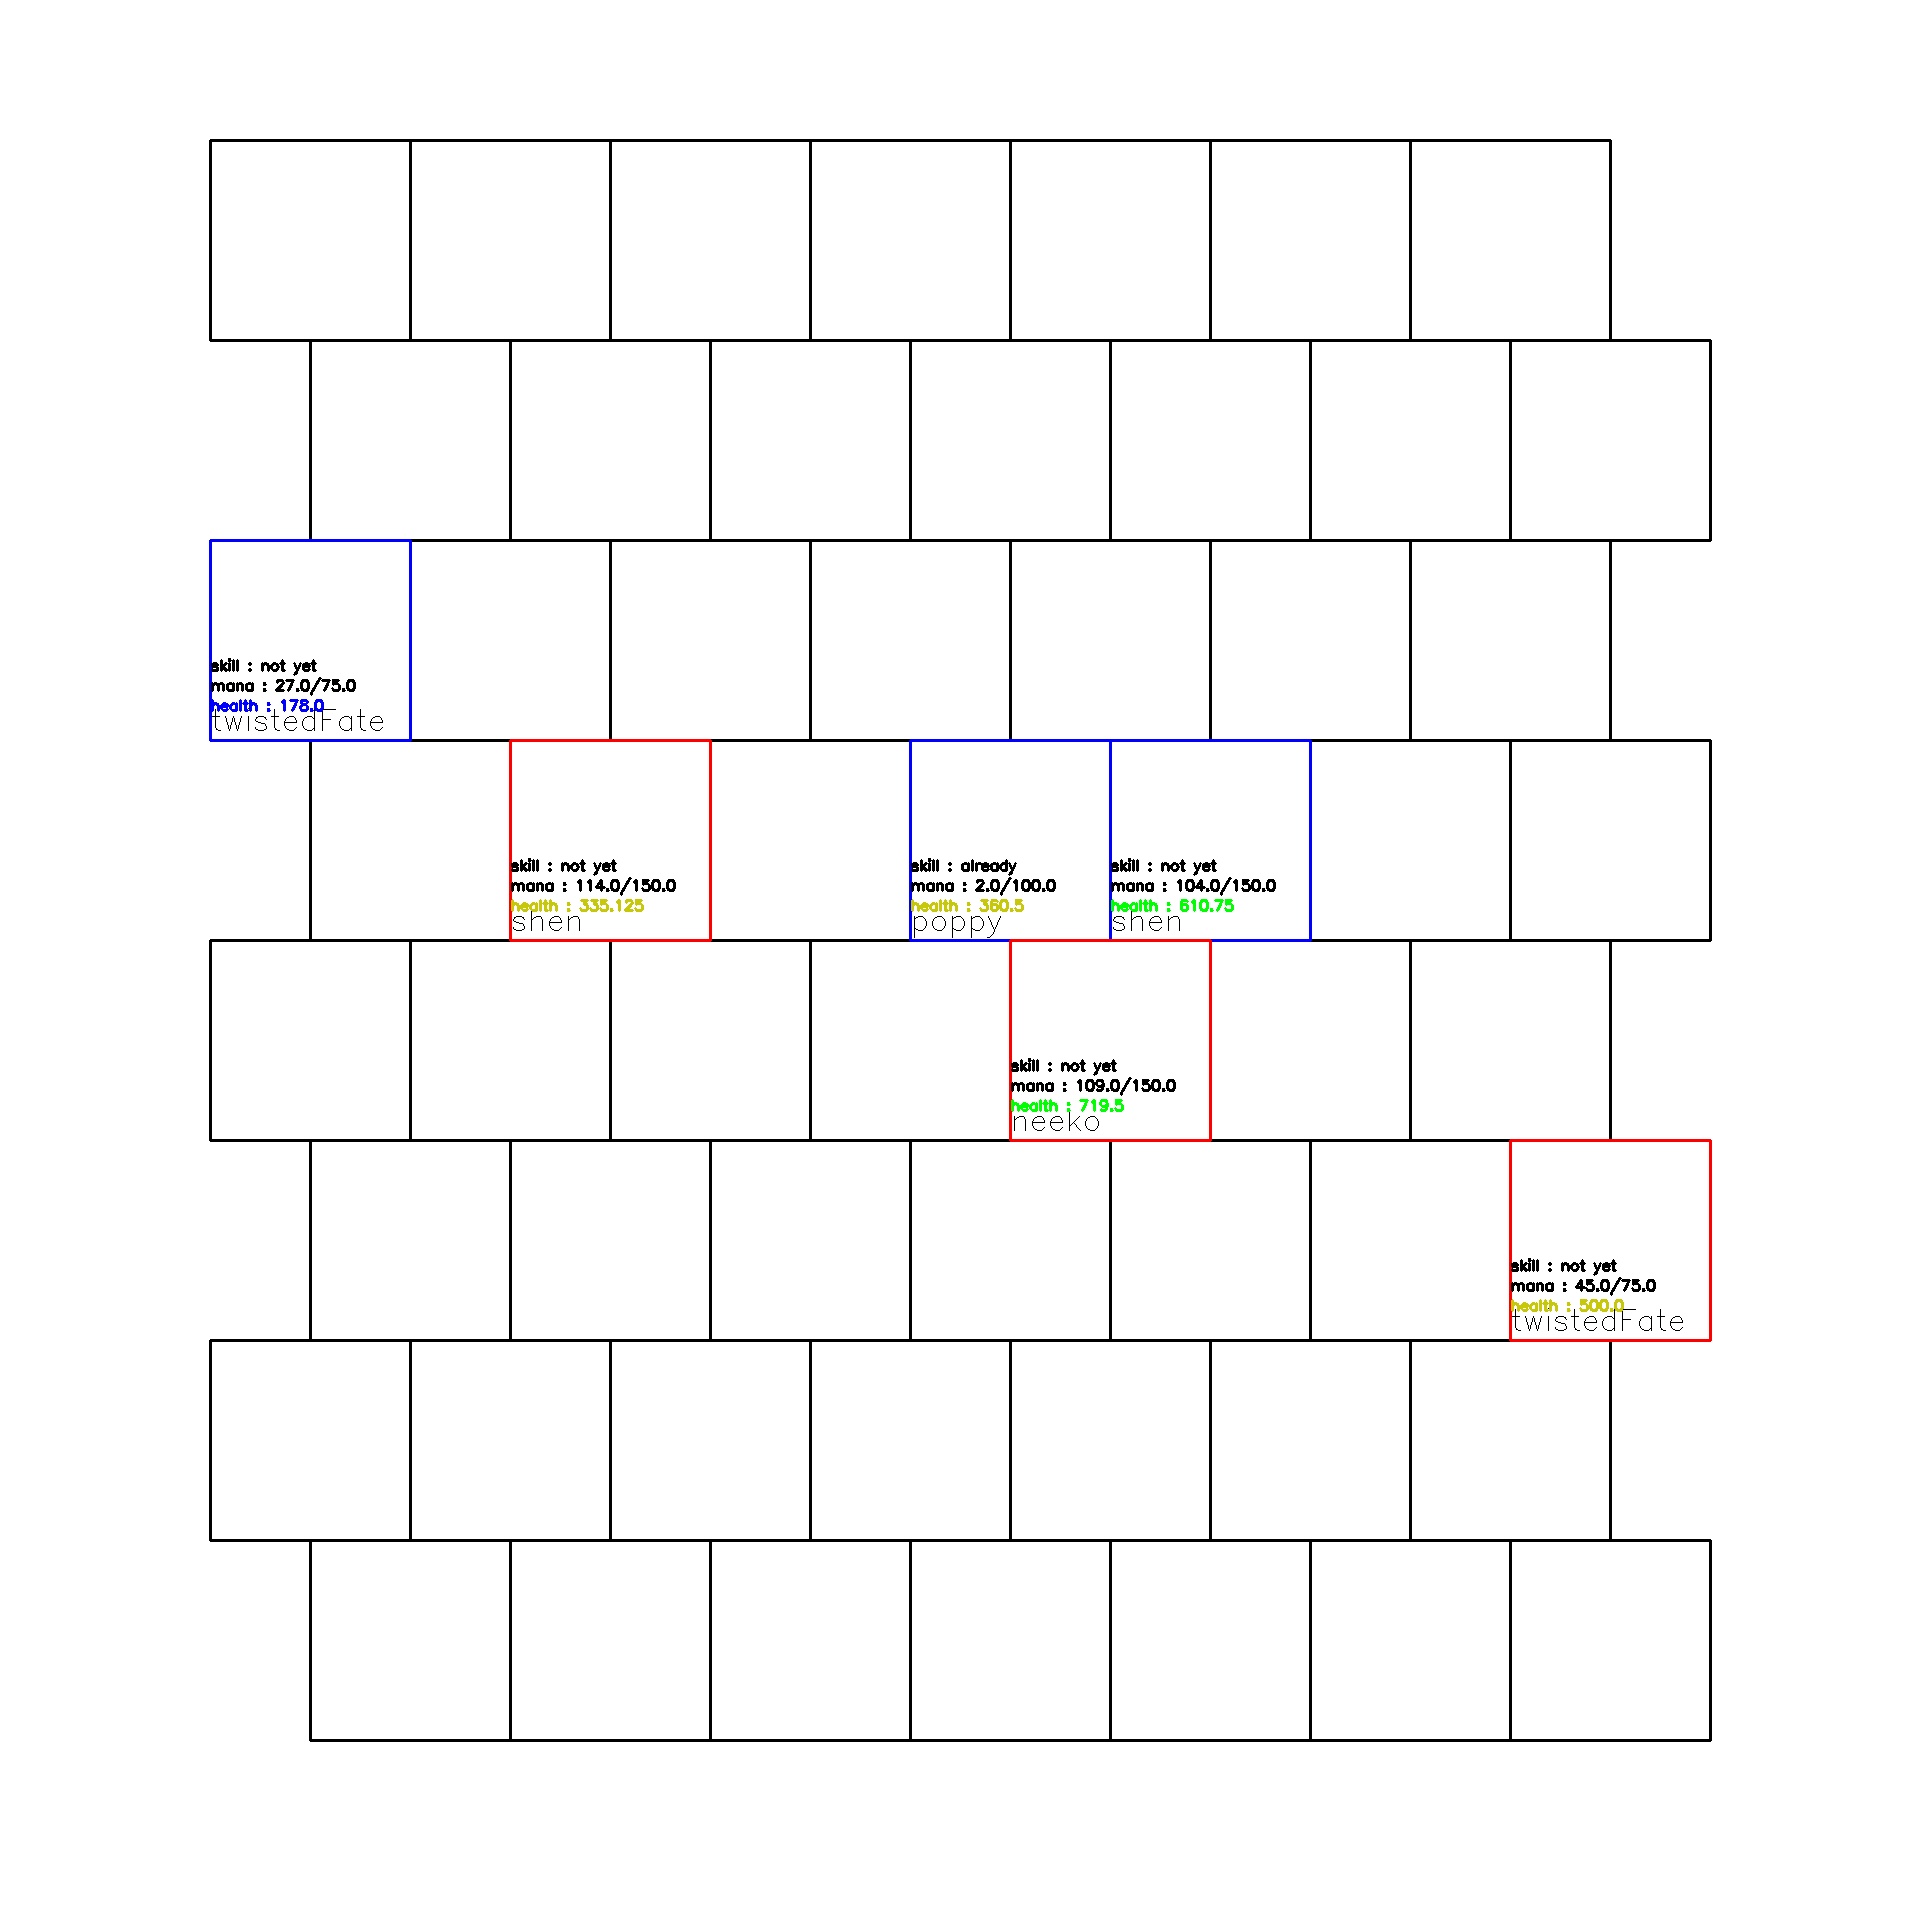 skill : not yet
mana : 27.0/75.0
health : 178.0
twistedFate
skill : not yet
mana : 114.0/150.0
health : 335.125
shen
skill : already
mana : 2.0/100.0
health : 360.5
poppy
skill : not yet
mana : 104.0/150.0
health : 610.75
shen
skill : not yet
mana : 109.0/150.0
health : 719.5
neeko
skill : not yet
mana : 45.0/75.0
health : 500.0
twistedFate